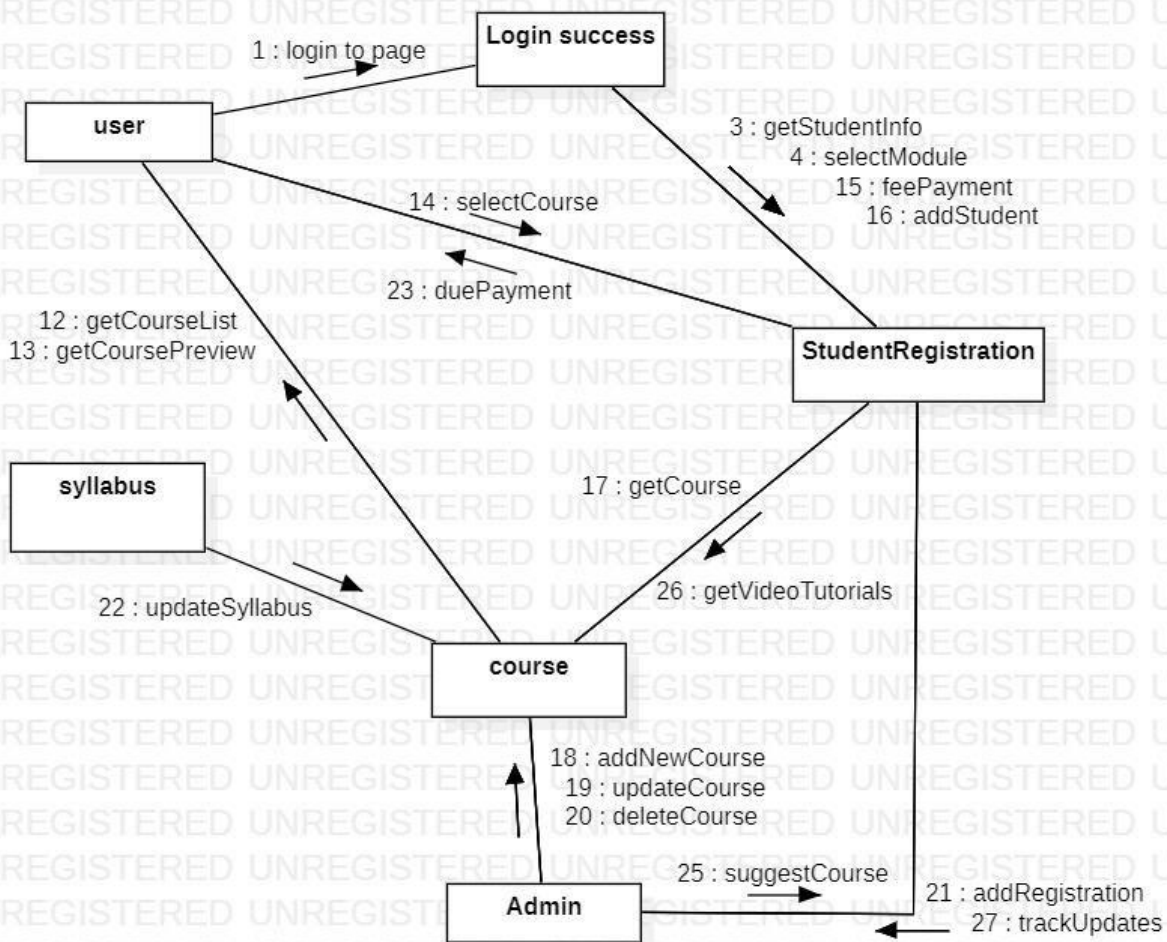 Login success
1 : login to page
user
3 : getStudentInfo
4 : selectModule
15 : feePayment
16 : addStudent
14 : selectCourse
23 : duePayment
12 : getCourseList
13 : getCoursePreview
StudentRegistration
syllabus
17 : getCourse
26 : getVideoTutorials
22 : updateSyllabus
course
18 : addNewCourse
19 : updateCourse
20 : deleteCourse
25 : suggestCourse
Admin
21 : addRegistration
27 : trackUpdates
UNREGISTERED